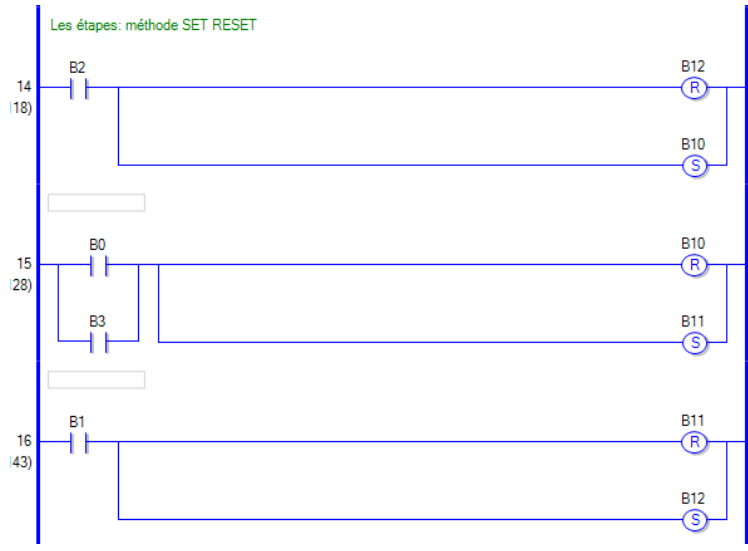 Les étapes: méthode SET RESET
B2 B12
14 R
18)
B10
S
B0 B10
15 R
28)
B3 B11
S
B1 B11
16 R
43)
B12
S